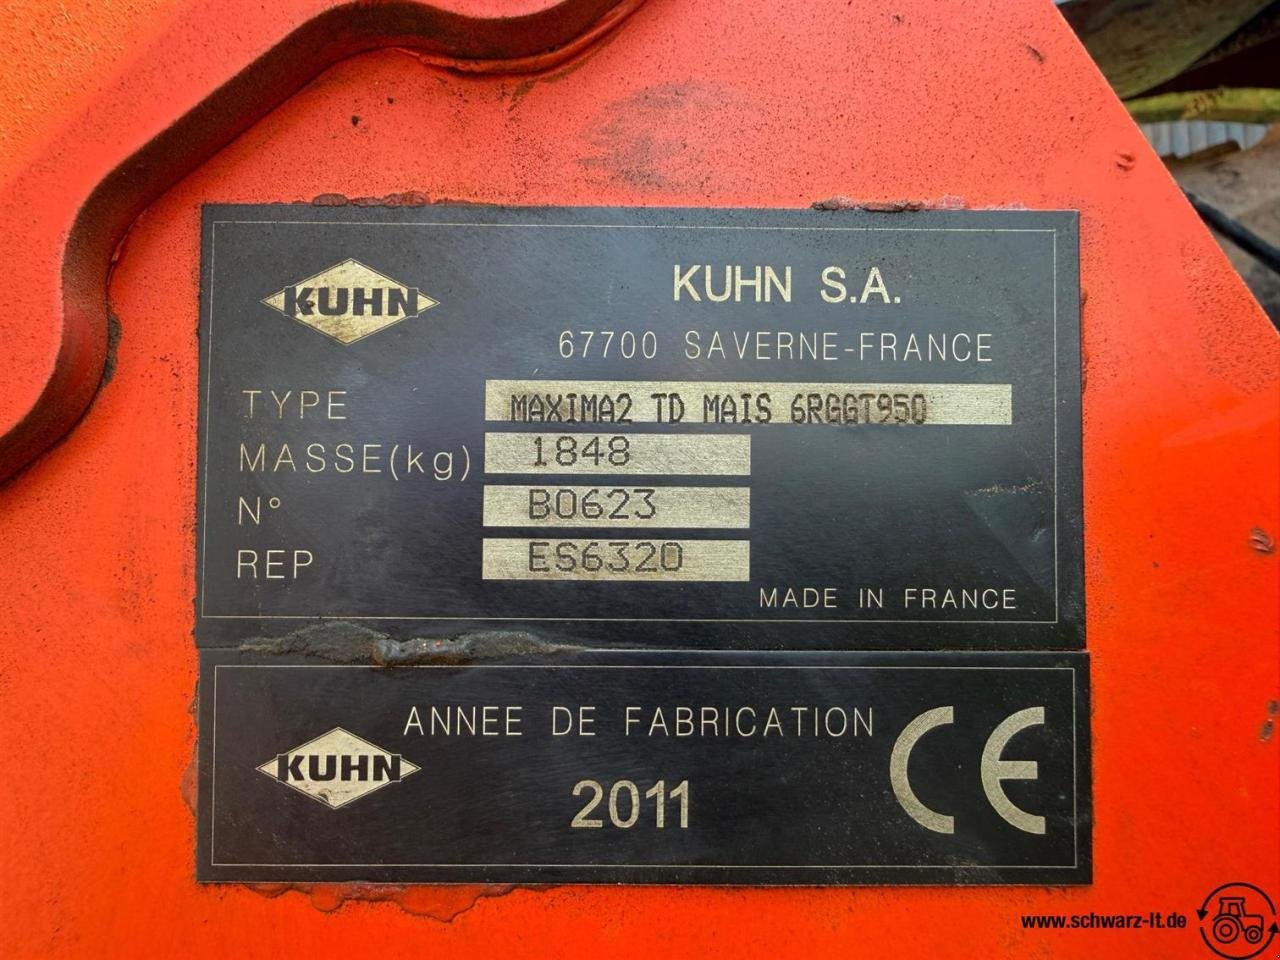 KUHN
KUHN S.A.
67700 SAVERNE-FRANCE
TYPE MAXIMA2 TD MAIS 6RGGT950
MASSE(kg) 1848
N° B0623
REP ES6320
MADE IN FRANCE
KUHN
ANNEE DE FABRICATION
2011
CE
www.schwarz-lt.de